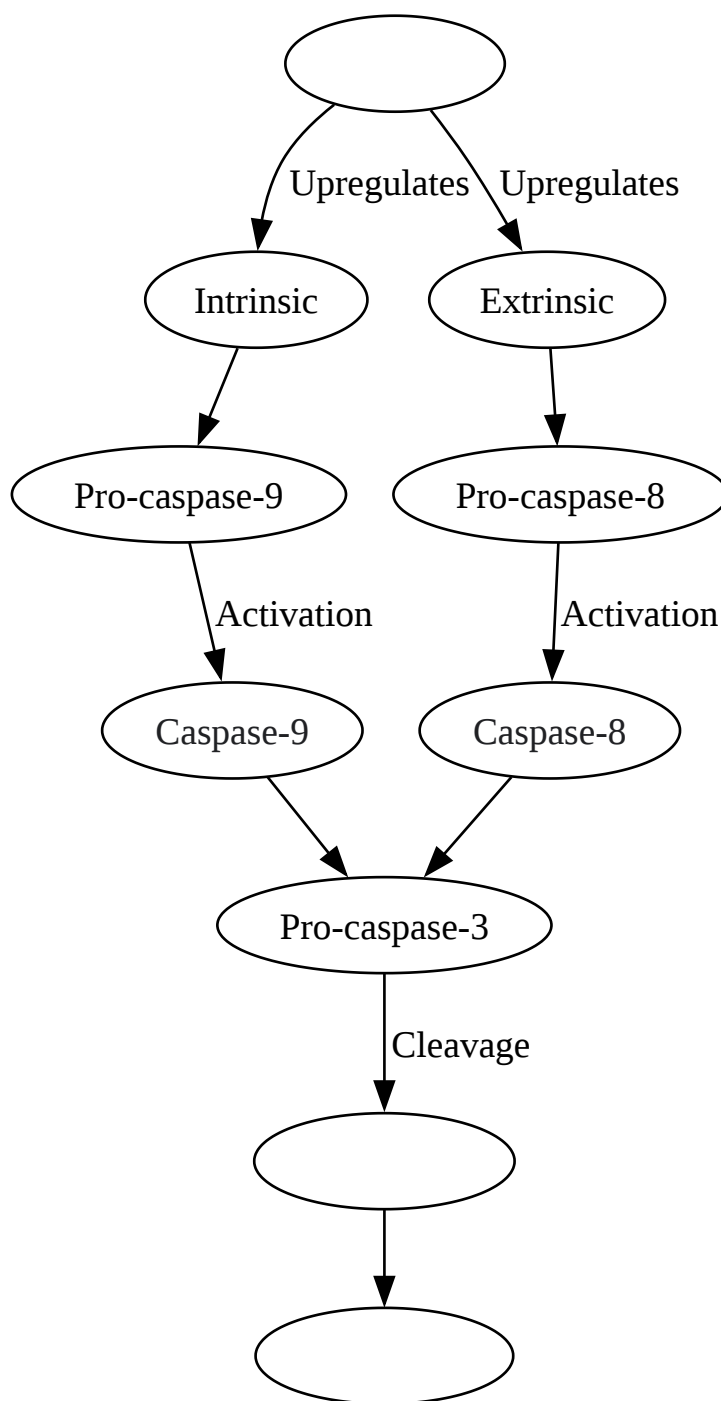 Upregulates
Upregulates
Intrinsic
Extrinsic
Pro-caspase-9
Pro-caspase-8
Activation
Activation
Caspase-9
Caspase-8
Pro-caspase-3
Cleavage